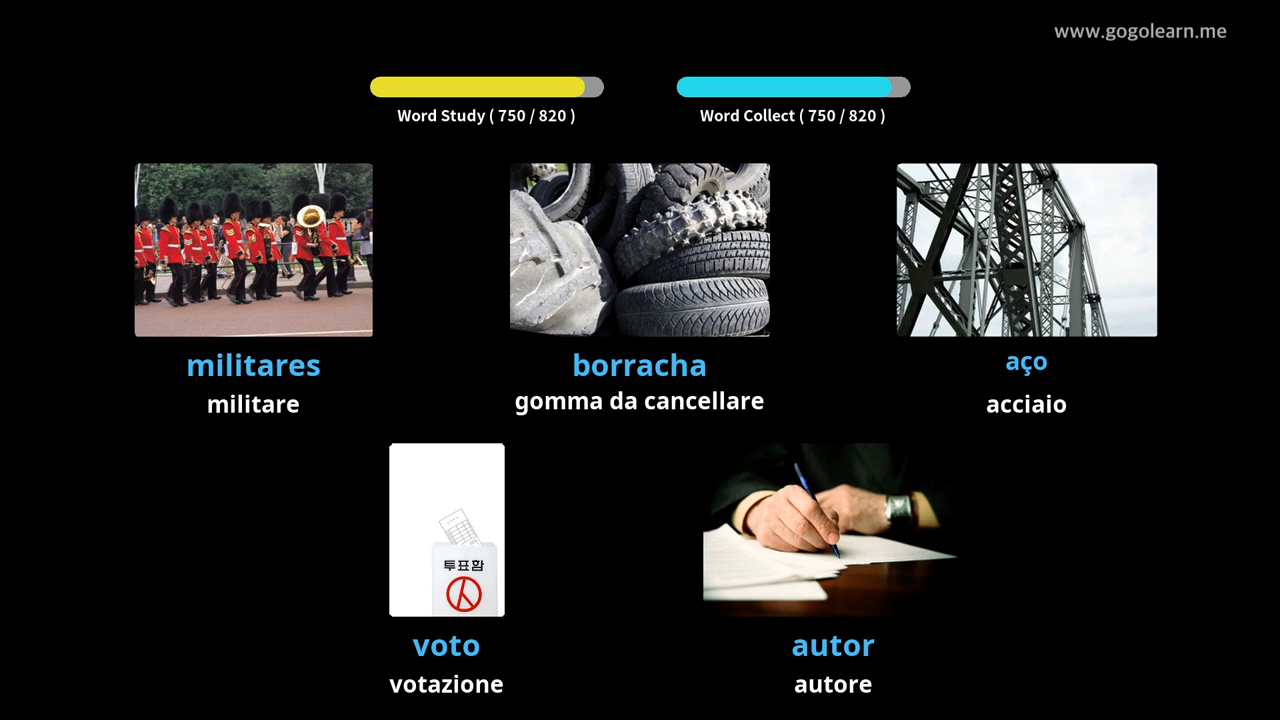 www.gogolearn.me
Word Study ( 750 / 820 )
Word Collect ( 750 / 820 )
militares
militare
borracha
gomma da cancellare
aço
acciaio
투표함
voto
votazione
autor
autore